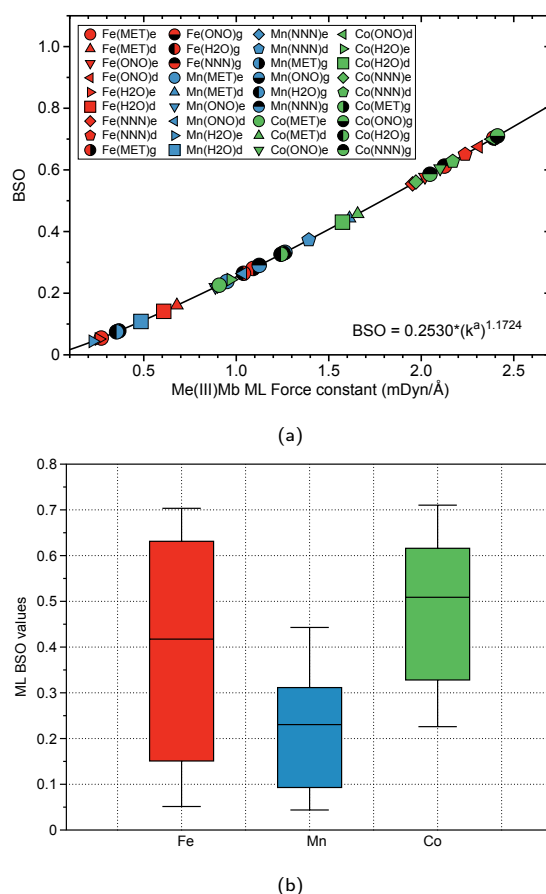 Fe(MET)e Fe(ONO)g Mn(NNN)e Co(ONO)d
Fe(MET)d Fe(H2O)g Mn(NNN)d Co(H2O)e
Fe(ONO)e Fe(NNN)g Mn(MET)g Co(H2O)d
Fe(ONO)d Mn(MET)e Mn(ONO)g Co(NNN)e
Fe(H2O)e Mn(MET)d Mn(H2O)g Co(NNN)d
Fe(H2O)d Mn(ONO)e Mn(NNN)g Co(MET)g
Fe(NNN)e Mn(ONO)d Co(MET)e Co(ONO)g
Fe(NNN)d Mn(H2O)e Co(MET)d Co(H2O)g
Fe(MET)g Mn(H2O)d Co(ONO)e Co(NNN)g
1.0
0.8
0.6
0.4
0.2
0.0
BSO
BSO = 0.2530*(kᵃ)¹·¹⁷²⁴
0.5 1.0 1.5 2.0 2.5
Me(III)Mb ML Force constant (mDyn/Å)
(a)
0.8
0.7
0.6
0.5
0.4
0.3
0.2
0.1
0
ML BSO values
Fe Mn Co
(b)